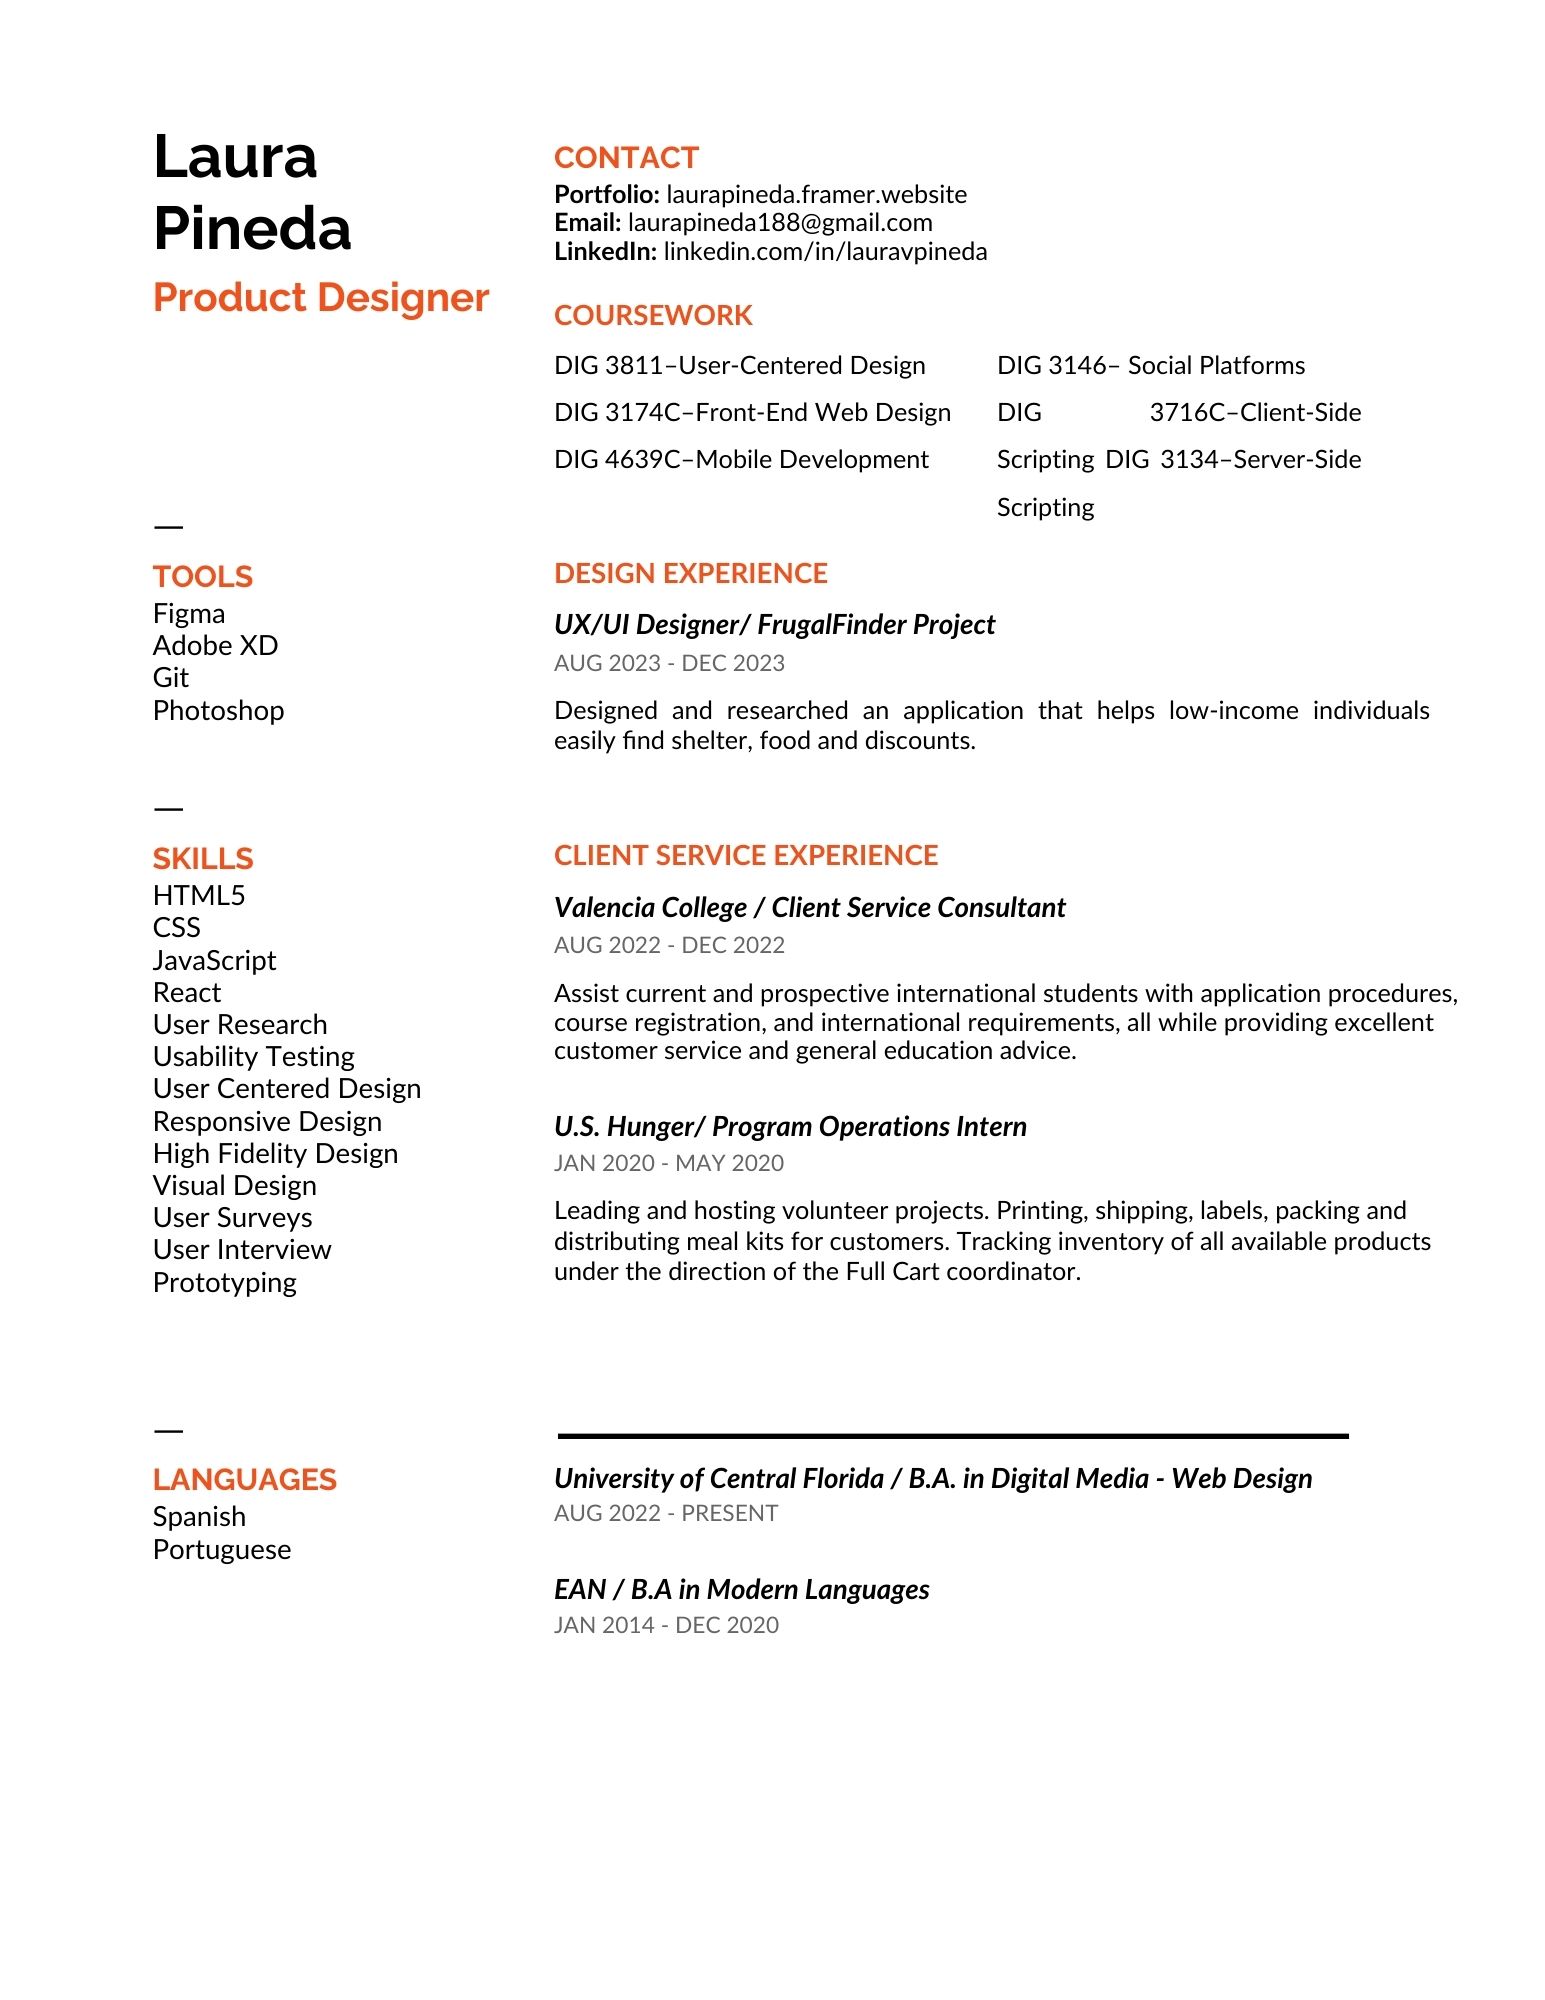 Laura
Pineda
Product Designer
CONTACT
Portfolio: laurapineda.framer.website
Email: laurapineda188@gmail.com
LinkedIn: linkedin.com/in/lauravpineda
COURSEWORK
DIG 3811–User-Centered Design
DIG 3174C–Front-End Web Design
DIG 4639C–Mobile Development
DIG 3146– Social Platforms
DIG 3716C–Client-Side
Scripting DIG 3134–Server-Side
Scripting
—
TOOLS
Figma
Adobe XD
Git
Photoshop
DESIGN EXPERIENCE
UX/UI Designer/ FrugalFinder Project
AUG 2023 - DEC 2023
Designed and researched an application that helps low-income individuals
easily find shelter, food and discounts.
—
SKILLS
HTML5
CSS
JavaScript
React
User Research
Usability Testing
User Centered Design
Responsive Design
High Fidelity Design
Visual Design
User Surveys
User Interview
Prototyping
CLIENT SERVICE EXPERIENCE
Valencia College / Client Service Consultant
AUG 2022 - DEC 2022
Assist current and prospective international students with application procedures,
course registration, and international requirements, all while providing excellent
customer service and general education advice.
U.S. Hunger/ Program Operations Intern
JAN 2020 - MAY 2020
Leading and hosting volunteer projects. Printing, shipping, labels, packing and
distributing meal kits for customers. Tracking inventory of all available products
under the direction of the Full Cart coordinator.
—
LANGUAGES
Spanish
Portuguese
University of Central Florida / B.A. in Digital Media - Web Design
AUG 2022 - PRESENT
EAN / B.A in Modern Languages
JAN 2014 - DEC 2020